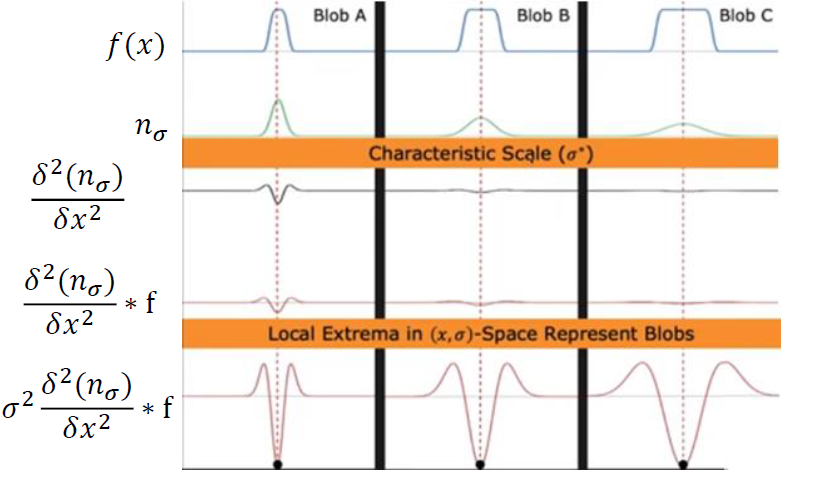 Blob A
Blob B
Blob C
f(x)
n_σ
Characteristic Scale (σ*)
δ²(n_σ)
δx²
δ²(n_σ)
δx² * f
Local Extrema in (x,σ)-Space Represent Blobs
σ² δ²(n_σ)
δx² * f